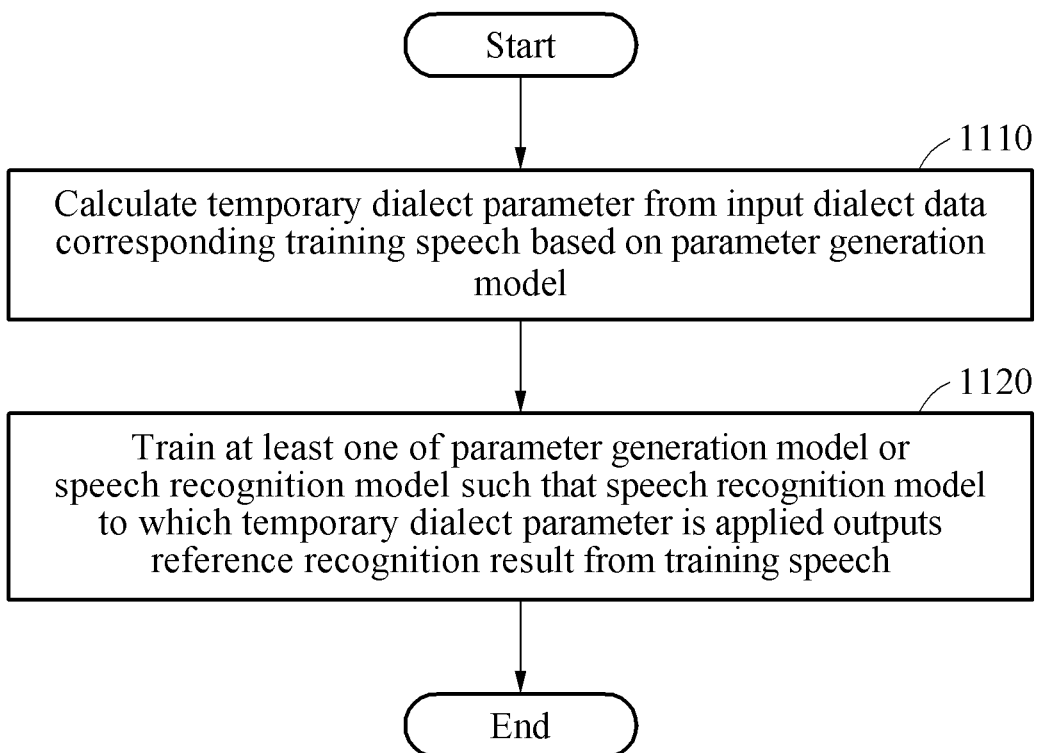 Start
1110
Calculate temporary dialect parameter from input dialect data
corresponding training speech based on parameter generation
model
1120
Train at least one of parameter generation model or
speech recognition model such that speech recognition model
to which temporary dialect parameter is applied outputs
reference recognition result from training speech
End